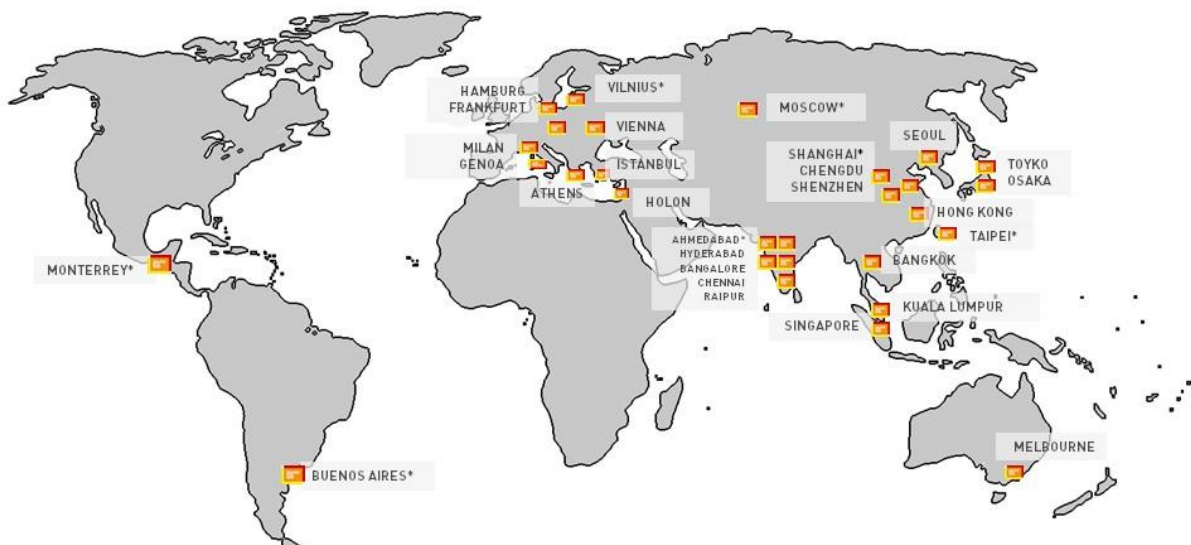 HAMBURG
FRANKFURT
VILNIUS*
MOSCOW*
VIENNA
SEOUL
MILAN
GENOA
ISTANBUL
SHANGHAI*
CHENGDU
SHENZHEN
TOYKO
OSAKA
ATHENS
HOLON
HONG KONG
TAIPEI*
AHMEDABAD*
HYDERABAD
BANGALORE
CHENNAI
RAIPUR
BANGKOK
MONTERREY*
KUALA LUMPUR
SINGAPORE
MELBOURNE
BUENOS AIRES*